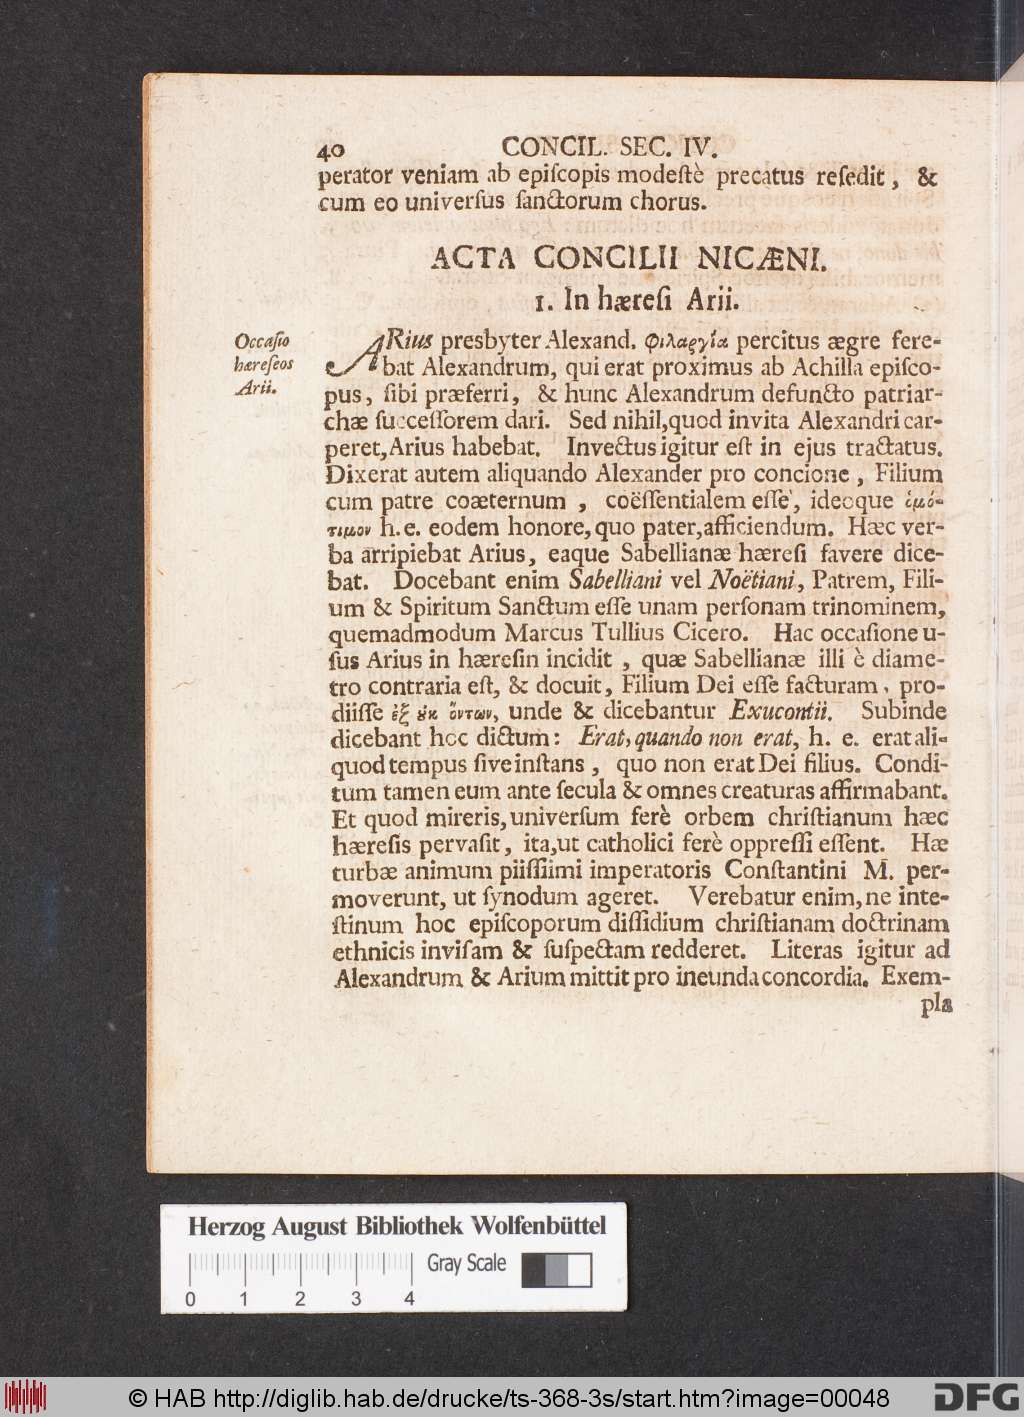 40 CONCIL. SEC. IV.
perator veniam ab epiſcopis modeſtè precatus reſedit, &
cum eo univerſus ſanctorum chorus.
ACTA CONCILII NICÆNI.
1. In hæreſi Arii.
Occaſio
hæreſeos
Arii.
ARius presbyter Alexand. φιλαρχία percitus ægre fere-
bat Alexandrum, qui erat proximus ab Achilla epiſco-
pus, ſibi præferri, & hunc Alexandrum defuncto patriar-
chæ ſucceſſorem dari. Sed nihil, quod invita Alexandri car-
peret, Arius habebat. Invectus igitur eſt in ejus tractatus.
Dixerat autem aliquando Alexander pro concione, Filium
cum patre coæternum, coëſſentialem eſſe, ideoque ὁμό-
τιμον h. e. eodem honore, quo pater, afficiendum. Hæc ver-
ba arripiebat Arius, eaque Sabellianæ hæreſi favere dice-
bat. Docebant enim Sabelliani vel Noëtiani, Patrem, Fili-
um & Spiritum Sanctum eſſe unam perſonam trinominem,
quemadmodum Marcus Tullius Cicero. Hac occaſione u-
ſus Arius in hæreſin incidit, quæ Sabellianæ illi è diame-
tro contraria eſt, & docuit, Filium Dei eſſe facturam, pro-
diiſſe ἐξ ȣκ ὄντων, unde & dicebantur Exucontii. Subinde
dicebant hoc dictum: Erat, quando non erat, h. e. erat ali-
quod tempus ſive inſtans, quo non erat Dei filius. Condi-
tum tamen eum ante ſecula & omnes creaturas affirmabant.
Et quod mireris, univerſum ferè orbem chriſtianum hæc
hæreſis pervaſit, ita, ut catholici ferè oppreſſi eſſent. Hæ
turbæ animum piiſſimi imperatoris Conſtantini M. per-
moverunt, ut ſynodum ageret. Verebatur enim, ne inte-
ſtinum hoc epiſcoporum diſſidium chriſtianam doctrinam
ethnicis inviſam & ſuſpectam redderet. Literas igitur ad
Alexandrum & Arium mittit pro ineunda concordia. Exem-
pla
Herzog August Bibliothek Wolfenbüttel
Gray Scale
0 1 2 3 4
© HAB http://diglib.hab.de/drucke/ts-368-3s/start.htm?image=00048
DFG